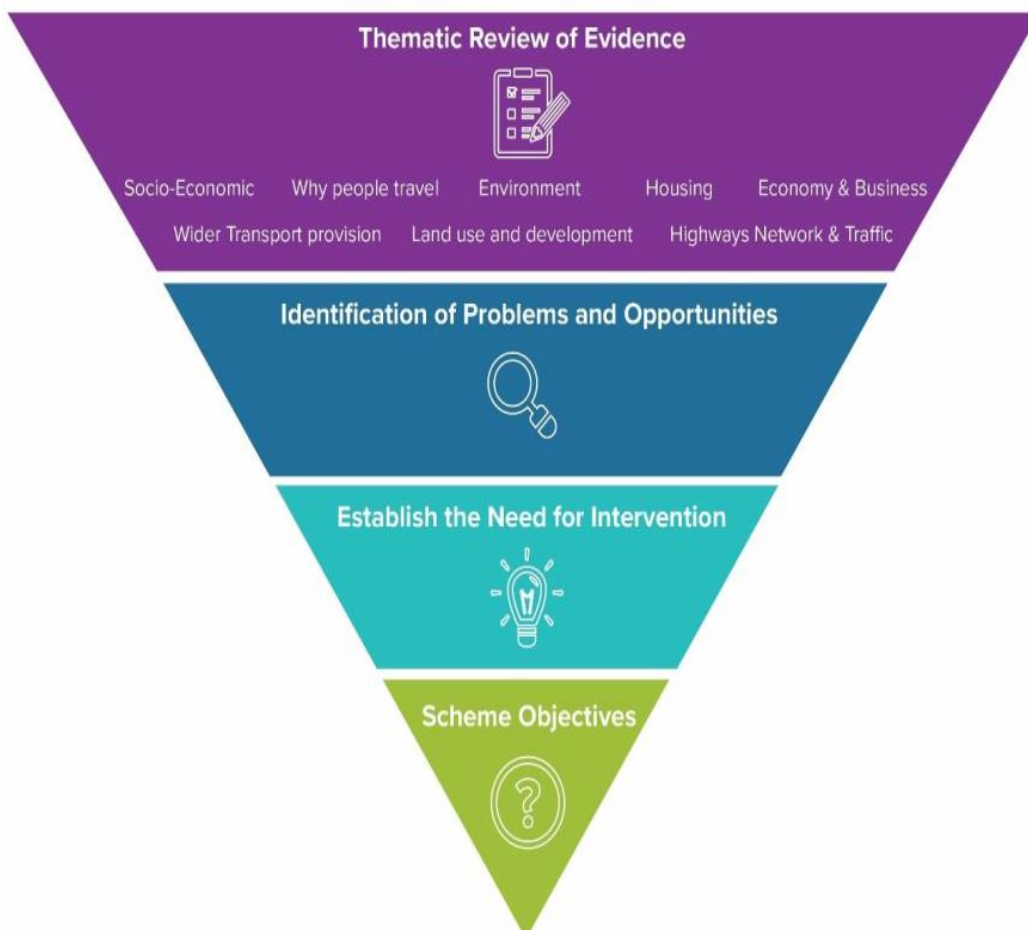 Thematic Review of Evidence
Socio-Economic Why people travel Environment Housing Economy & Business
Wider Transport provision Land use and development Highways Network & Traffic
Identification of Problems and Opportunities
Establish the Need for Intervention
Scheme Objectives
?